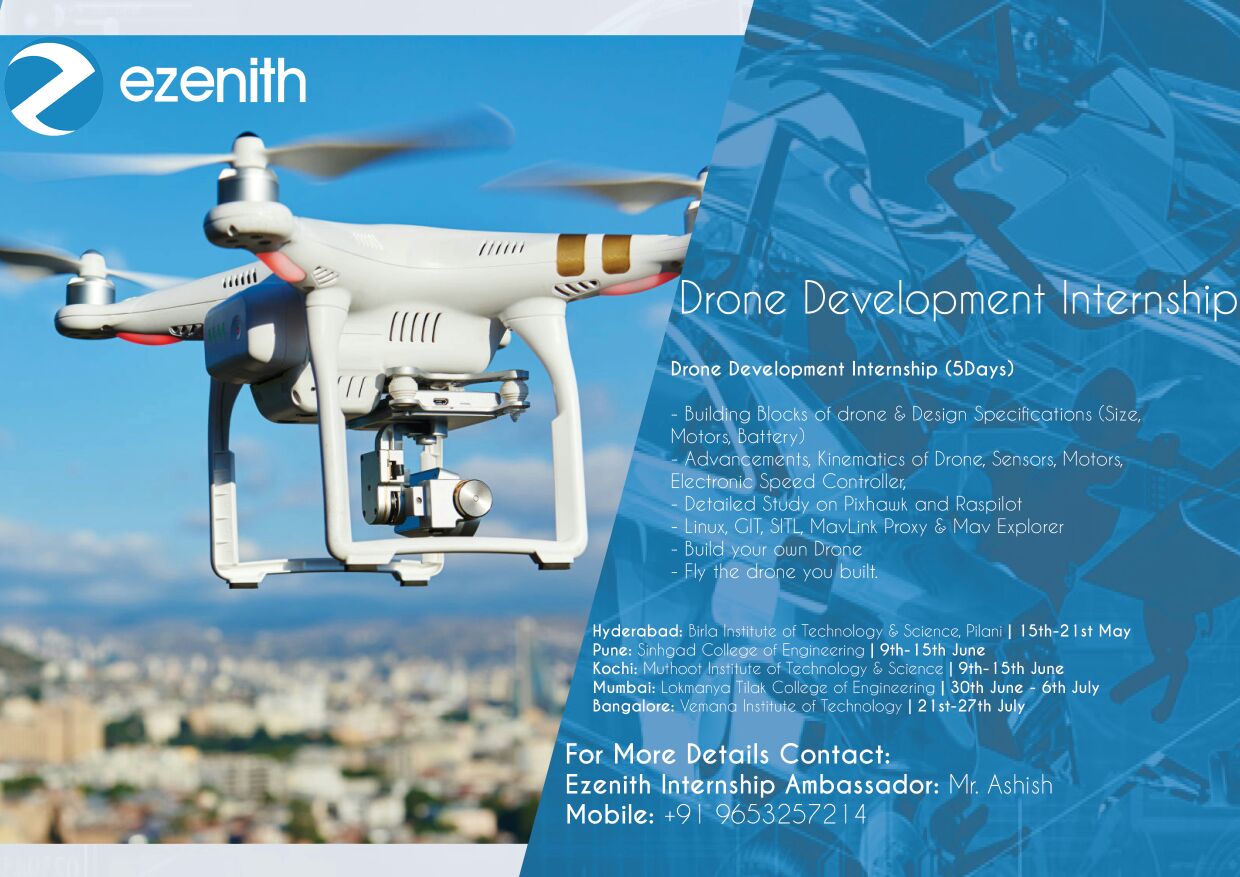 ezenith
Drone Development Internship
Drone Development Internship (5Days)
- Building Blocks of drone & Design Specifications (Size,
Motors, Battery)
- Advancements, Kinematics of Drone, Sensors, Motors,
Electronic Speed Controller,
- Detailed Study on Pixhawk and Raspilot
- Linux, GIT, SITL, MavLink Proxy & Mav Explorer
- Build your own Drone
- Fly the drone you built.
Hyderabad: Birla Institute of Technology & Science, Pilani | 15th-21st May
Pune: Sinhgad College of Engineering | 9th-15th June
Kochi: Muthoot Institute of Technology & Science | 9th-15th June
Mumbai: Lokmanya Tilak College of Engineering | 30th June - 6th July
Bangalore: Vemana Institute of Technology | 21st-27th July
For More Details Contact:
Ezenith Internship Ambassador: Mr. Ashish
Mobile: +91 9653257214